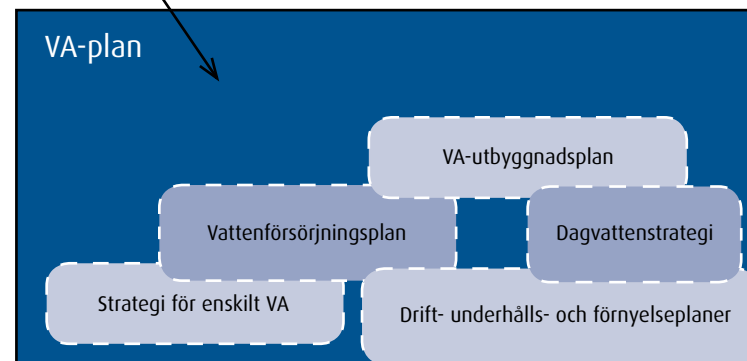 VA-plan
VA-utbyggnadsplan
Vattenförsörjningsplan
Dagvattenstrategi
Strategi för enskilt VA
Drift- underhålls- och förnyelseplaner